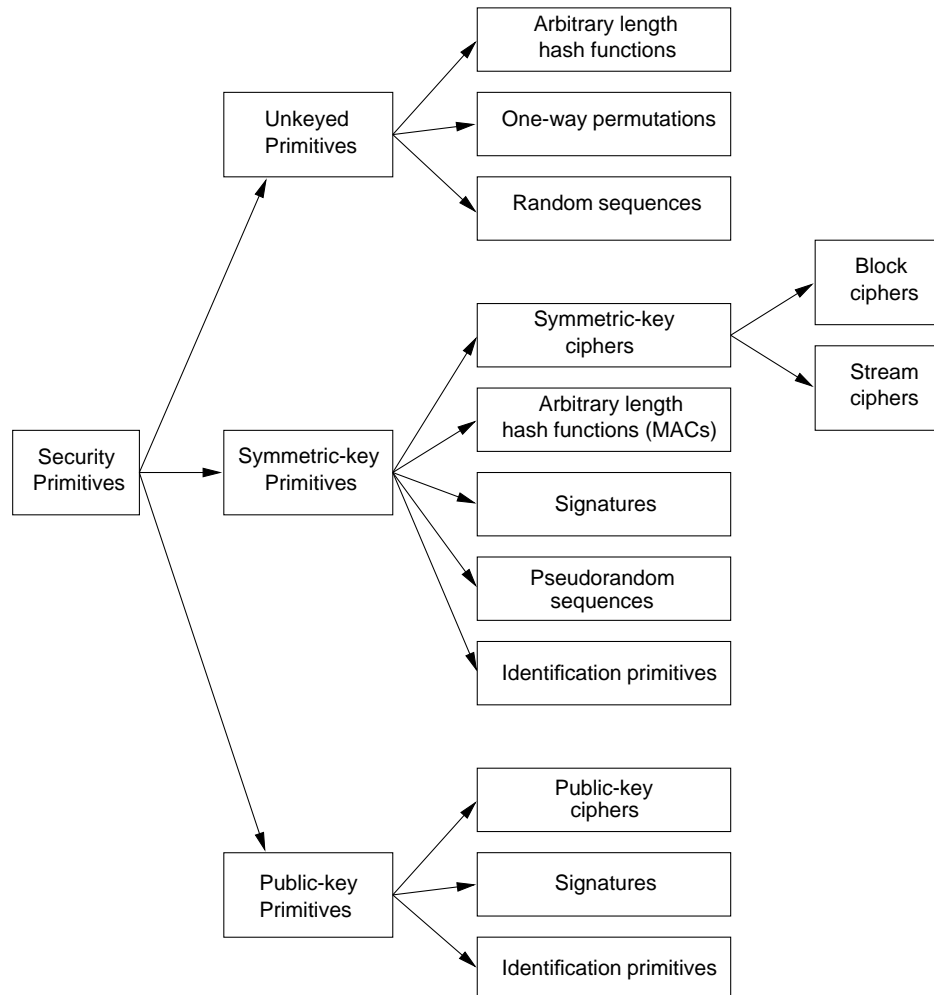 Arbitrary length
hash functions
Unkeyed
Primitives
One-way permutations
Random sequences
Block
ciphers
Symmetric-key
ciphers
Stream
ciphers
Arbitrary length
hash functions (MACs)
Security
Primitives
Symmetric-key
Primitives
Signatures
Pseudorandom
sequences
Identification primitives
Public-key
ciphers
Public-key
Primitives
Signatures
Identification primitives